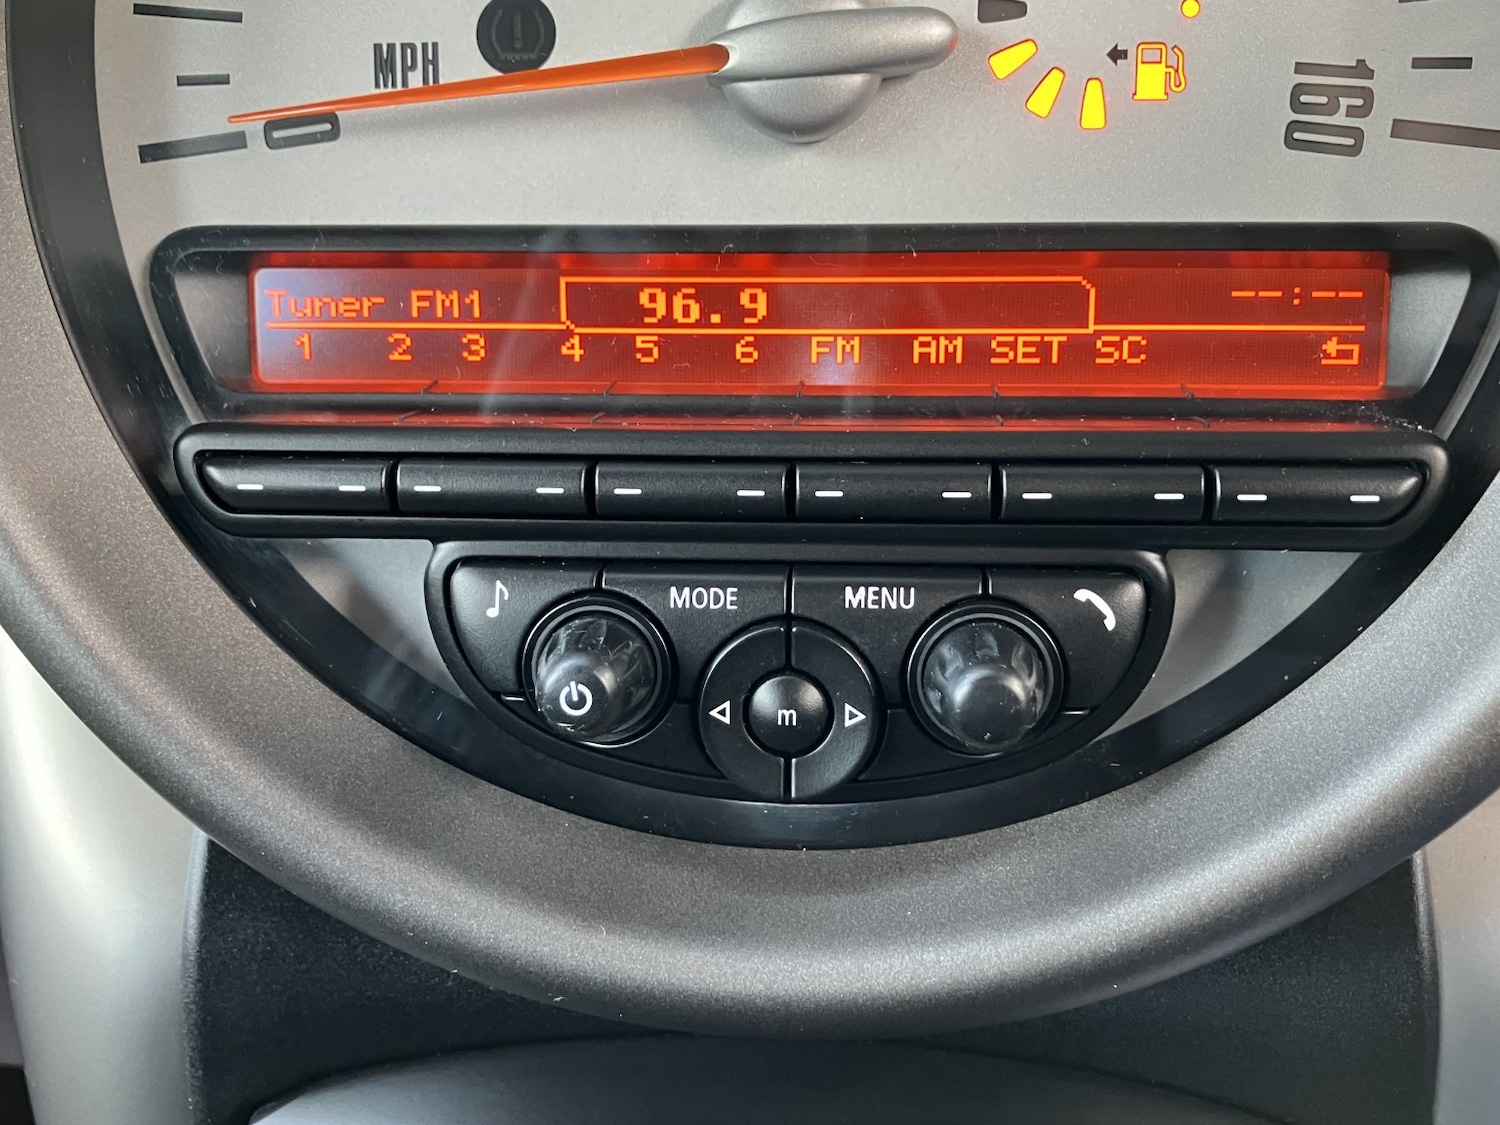 MPH
0
160
Tuner FM1 96.9 --:--
1 2 3 4 5 6 FM AM SET SC
MODE MENU
m